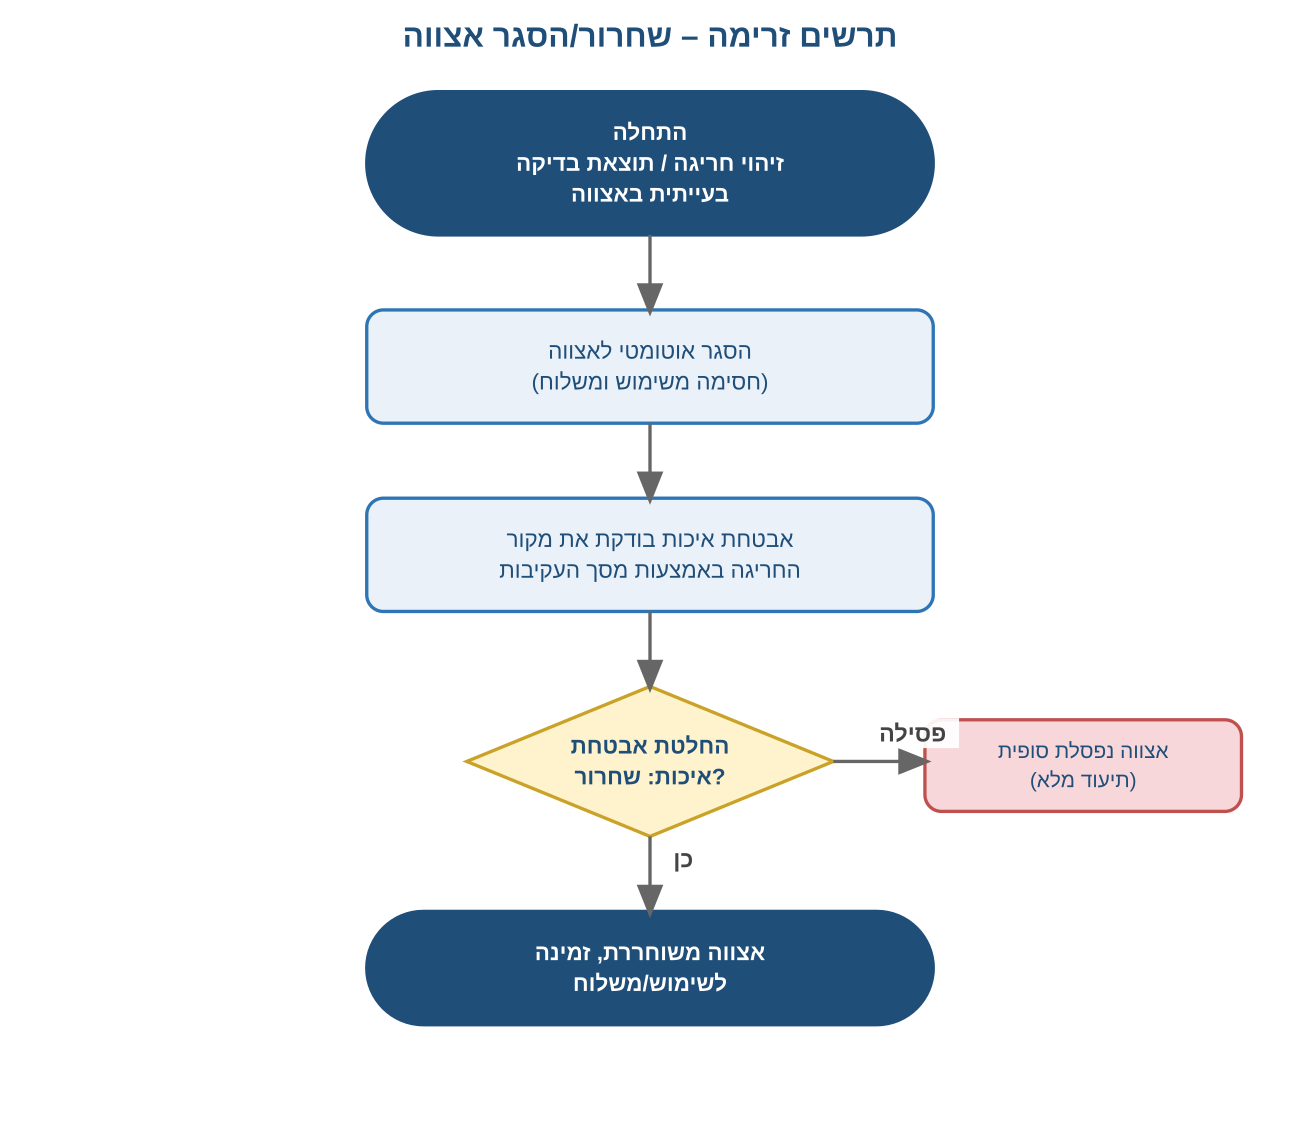 תרשים זרימה – שחרור/הסגר אצווה
התחלה
זיהוי חריגה / תוצאת בדיקה
בעייתית באצווה
הסגר אוטומטי לאצווה
(חסימה משימוש ומשלוח)
אבטחת איכות בודקת את מקור
החריגה באמצעות מסך העקיבות
החלטת אבטחת
איכות: שחרור?
פסילה
אצווה נפסלת סופית
(תיעוד מלא)
כן
אצווה משוחררת, זמינה
לשימוש/משלוח